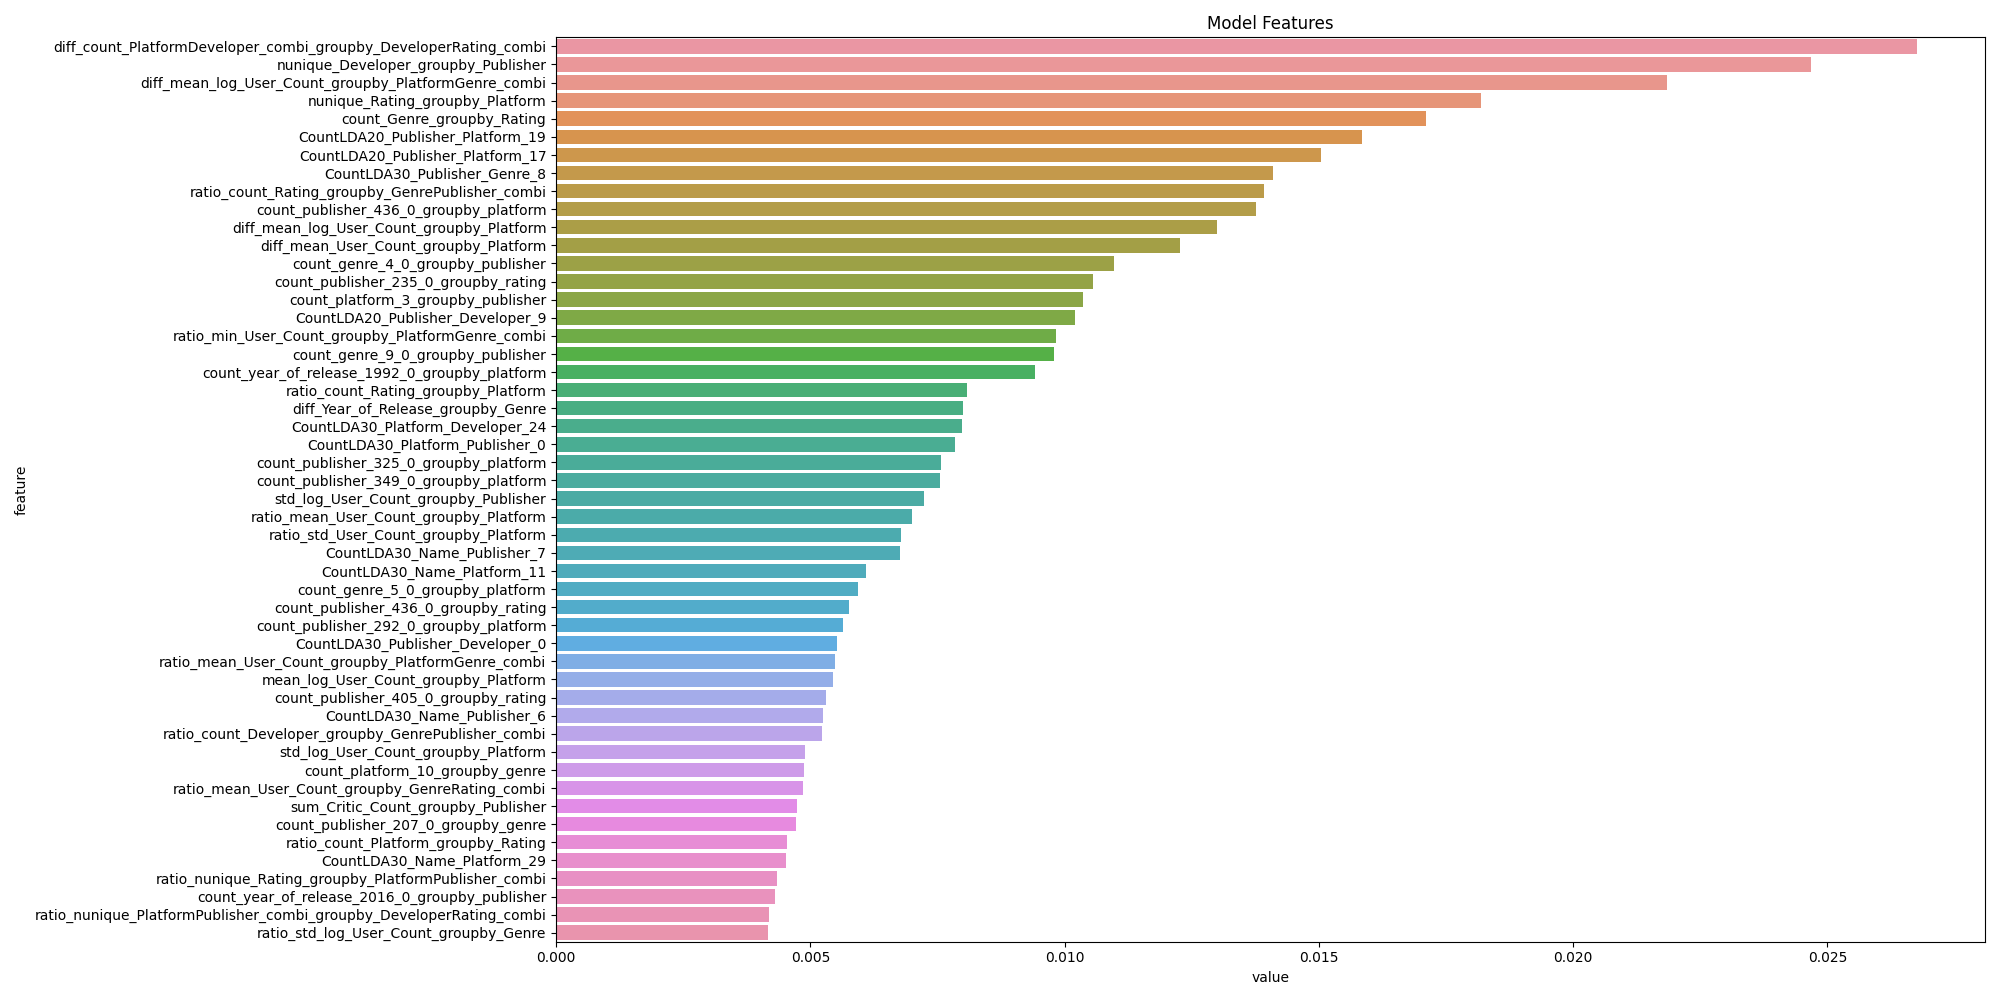 Model Features
diff_count_PlatformDeveloper_combi_groupby_DeveloperRating_combi
nunique_Developer_groupby_Publisher
diff_mean_log_User_Count_groupby_PlatformGenre_combi
nunique_Rating_groupby_Platform
count_Genre_groupby_Rating
CountLDA20_Publisher_Platform_19
CountLDA20_Publisher_Platform_17
CountLDA30_Publisher_Genre_8
ratio_count_Rating_groupby_GenrePublisher_combi
count_publisher_436_0_groupby_platform
diff_mean_log_User_Count_groupby_Platform
diff_mean_User_Count_groupby_Platform
count_genre_4_0_groupby_publisher
count_publisher_235_0_groupby_rating
count_platform_3_groupby_publisher
CountLDA20_Publisher_Developer_9
ratio_min_User_Count_groupby_PlatformGenre_combi
count_genre_9_0_groupby_publisher
count_year_of_release_1992_0_groupby_platform
ratio_count_Rating_groupby_Platform
diff_Year_of_Release_groupby_Genre
CountLDA30_Platform_Developer_24
CountLDA30_Platform_Publisher_0
count_publisher_325_0_groupby_platform
count_publisher_349_0_groupby_platform
std_log_User_Count_groupby_Publisher
ratio_mean_User_Count_groupby_Platform
ratio_std_User_Count_groupby_Platform
CountLDA30_Name_Publisher_7
CountLDA30_Name_Platform_11
count_genre_5_0_groupby_platform
count_publisher_436_0_groupby_rating
count_publisher_292_0_groupby_platform
CountLDA30_Publisher_Developer_0
ratio_mean_User_Count_groupby_PlatformGenre_combi
mean_log_User_Count_groupby_Platform
count_publisher_405_0_groupby_rating
CountLDA30_Name_Publisher_6
ratio_count_Developer_groupby_GenrePublisher_combi
std_log_User_Count_groupby_Platform
count_platform_10_groupby_genre
ratio_mean_User_Count_groupby_GenreRating_combi
sum_Critic_Count_groupby_Publisher
count_publisher_207_0_groupby_genre
ratio_count_Platform_groupby_Rating
CountLDA30_Name_Platform_29
ratio_nunique_Rating_groupby_PlatformPublisher_combi
count_year_of_release_2016_0_groupby_publisher
ratio_nunique_PlatformPublisher_combi_groupby_DeveloperRating_combi
ratio_std_log_User_Count_groupby_Genre
feature
0.000 0.005 0.010 0.015 0.020 0.025
value